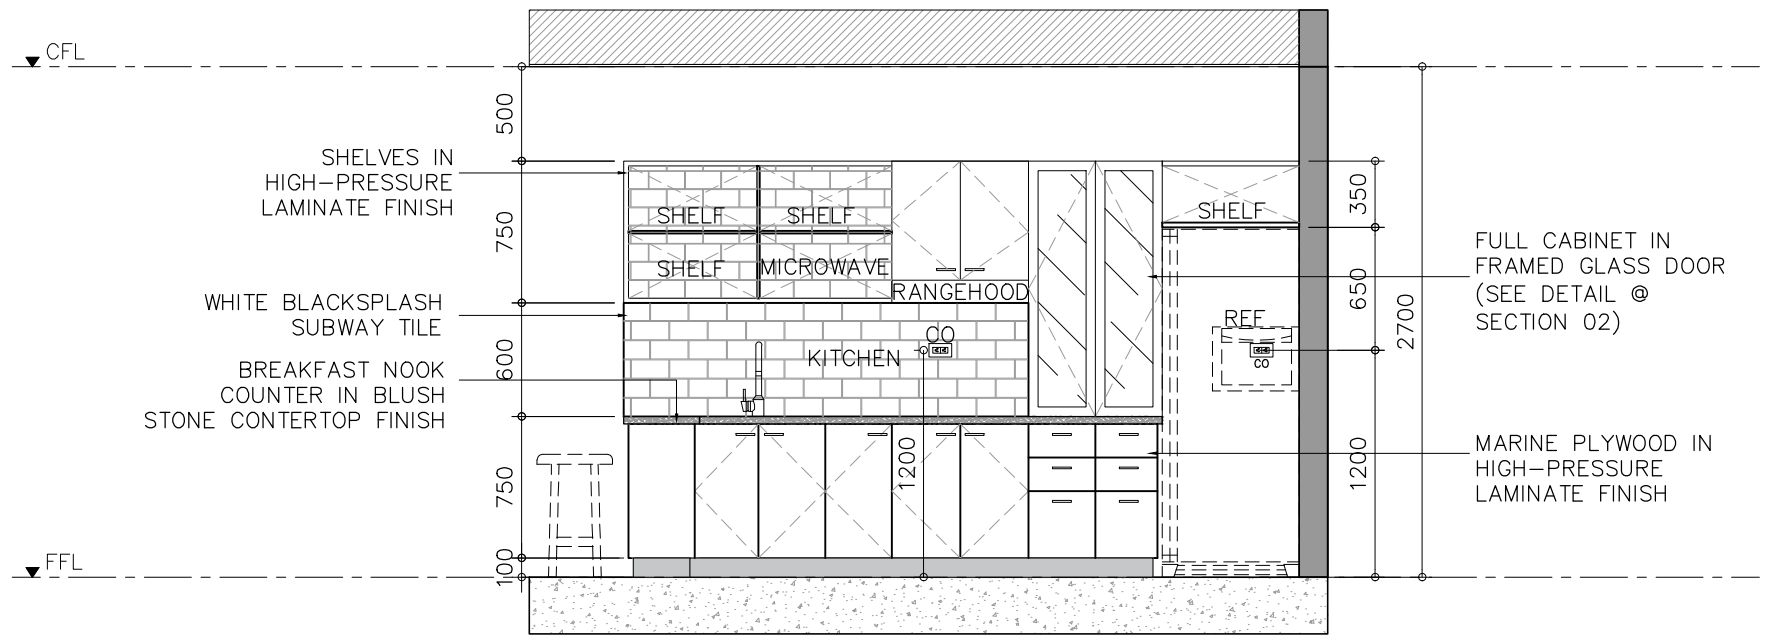 CFL
500
SHELVES IN
HIGH-PRESSURE
LAMINATE FINISH
350
SHELF SHELF
SHELF
750
SHELF MICROWAVE
FULL CABINET IN
FRAMED GLASS DOOR
(SEE DETAIL @
SECTION 02)
RANGEHOOD
650
2700
WHITE BLACKSPLASH
SUBWAY TILE
REF
CO
KITCHEN
CO
600
BREAKFAST NOOK
COUNTER IN BLUSH
STONE CONTERTOP FINISH
1200
1200
MARINE PLYWOOD IN
HIGH-PRESSURE
LAMINATE FINISH
750
FFL
100